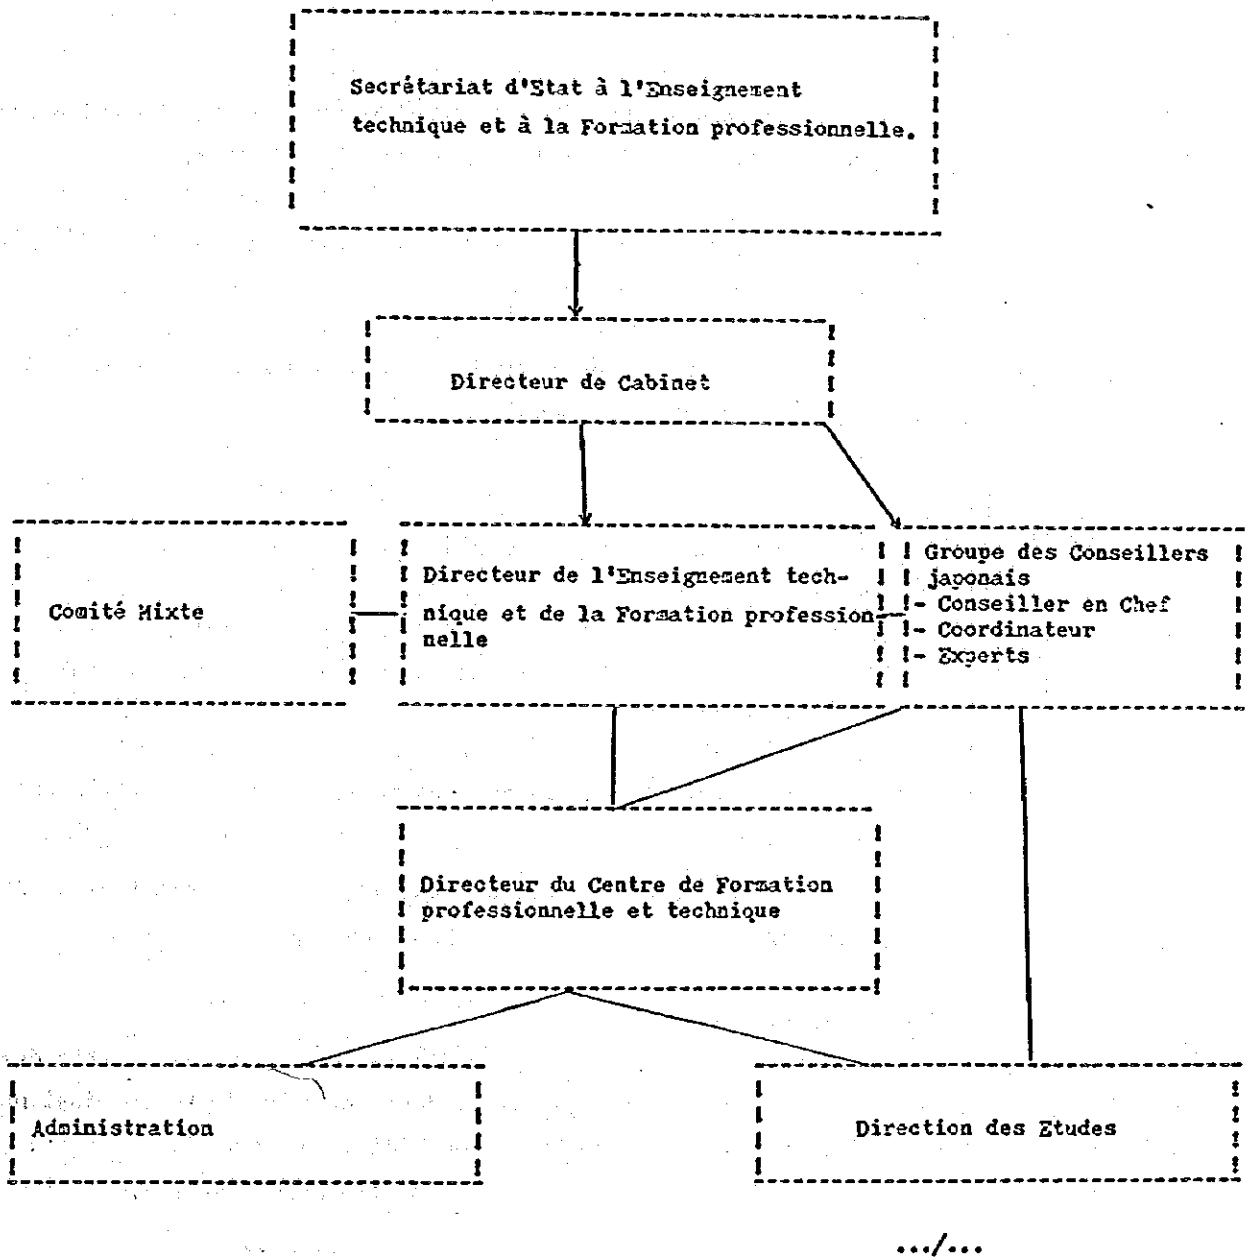 Secrétariat d'Etat à l'Enseignement
technique et à la Formation professionnelle.
Directeur de Cabinet
Comité Mixte
Directeur de l'Enseignement tech-
nique et de la Formation profession
nelle
Groupe des Conseillers
japonais
- Conseiller en Chef
- Coordinateur
- Experts
Directeur du Centre de Formation
professionnelle et technique
Administration
Direction des Etudes
.../...